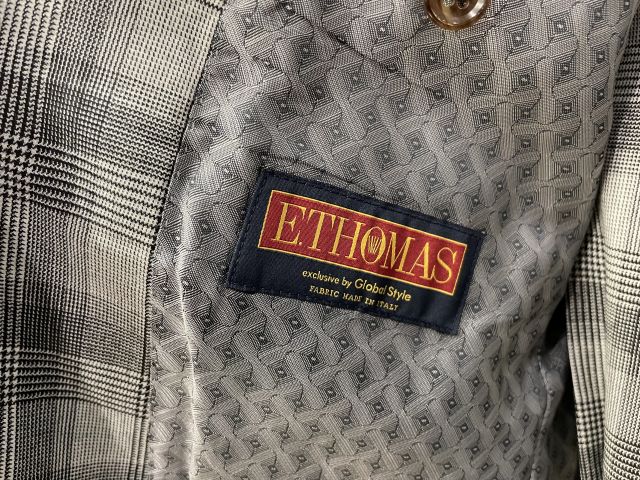 E.THOMAS
exclusive by Global Style
FABRIC MADE IN ITALY